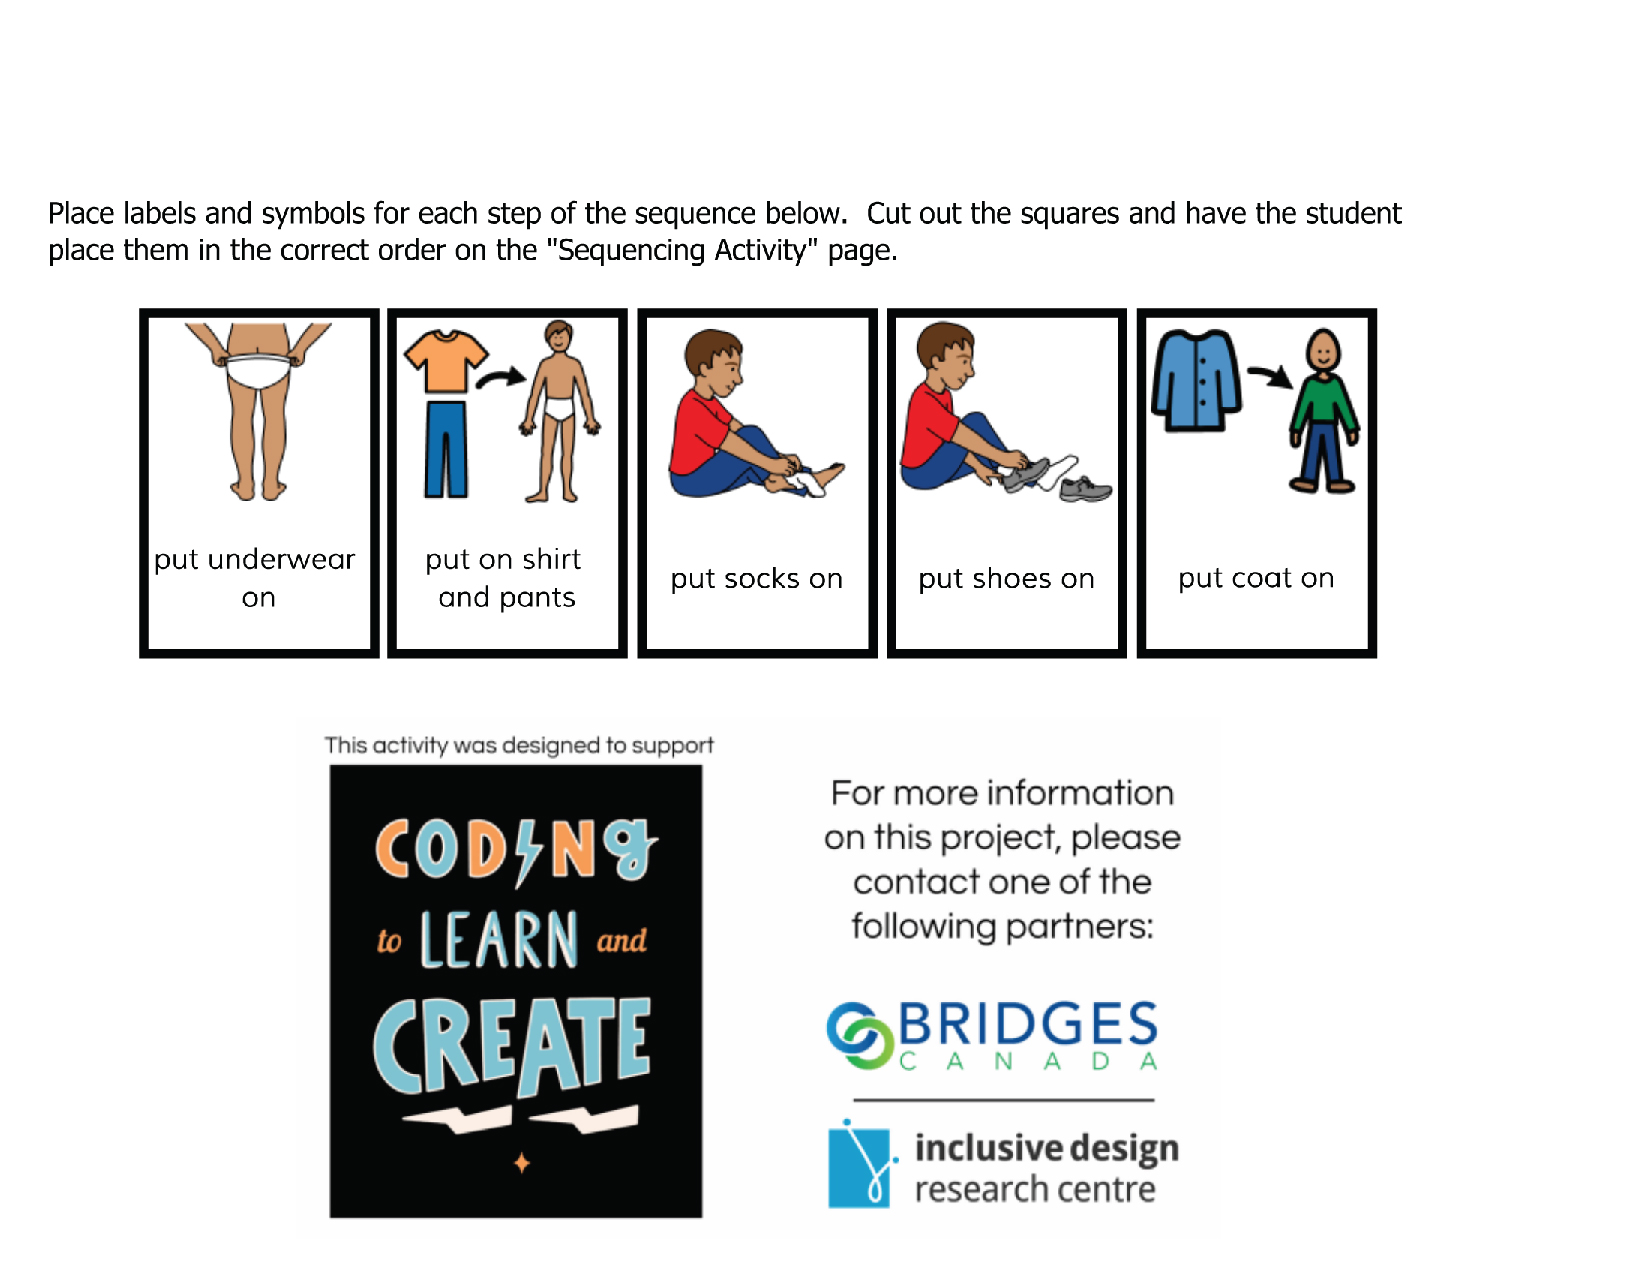 Place labels and symbols for each step of the sequence below.  Cut out the squares and have the student
place them in the correct order on the "Sequencing Activity" page.
put underwear
on
put on shirt
and pants
put socks on
put shoes on
put coat on
This activity was designed to support
CODING
to LEARN and
CREATE
For more information
on this project, please
contact one of the
following partners:
BRIDGES
CANADA
inclusive design
research centre